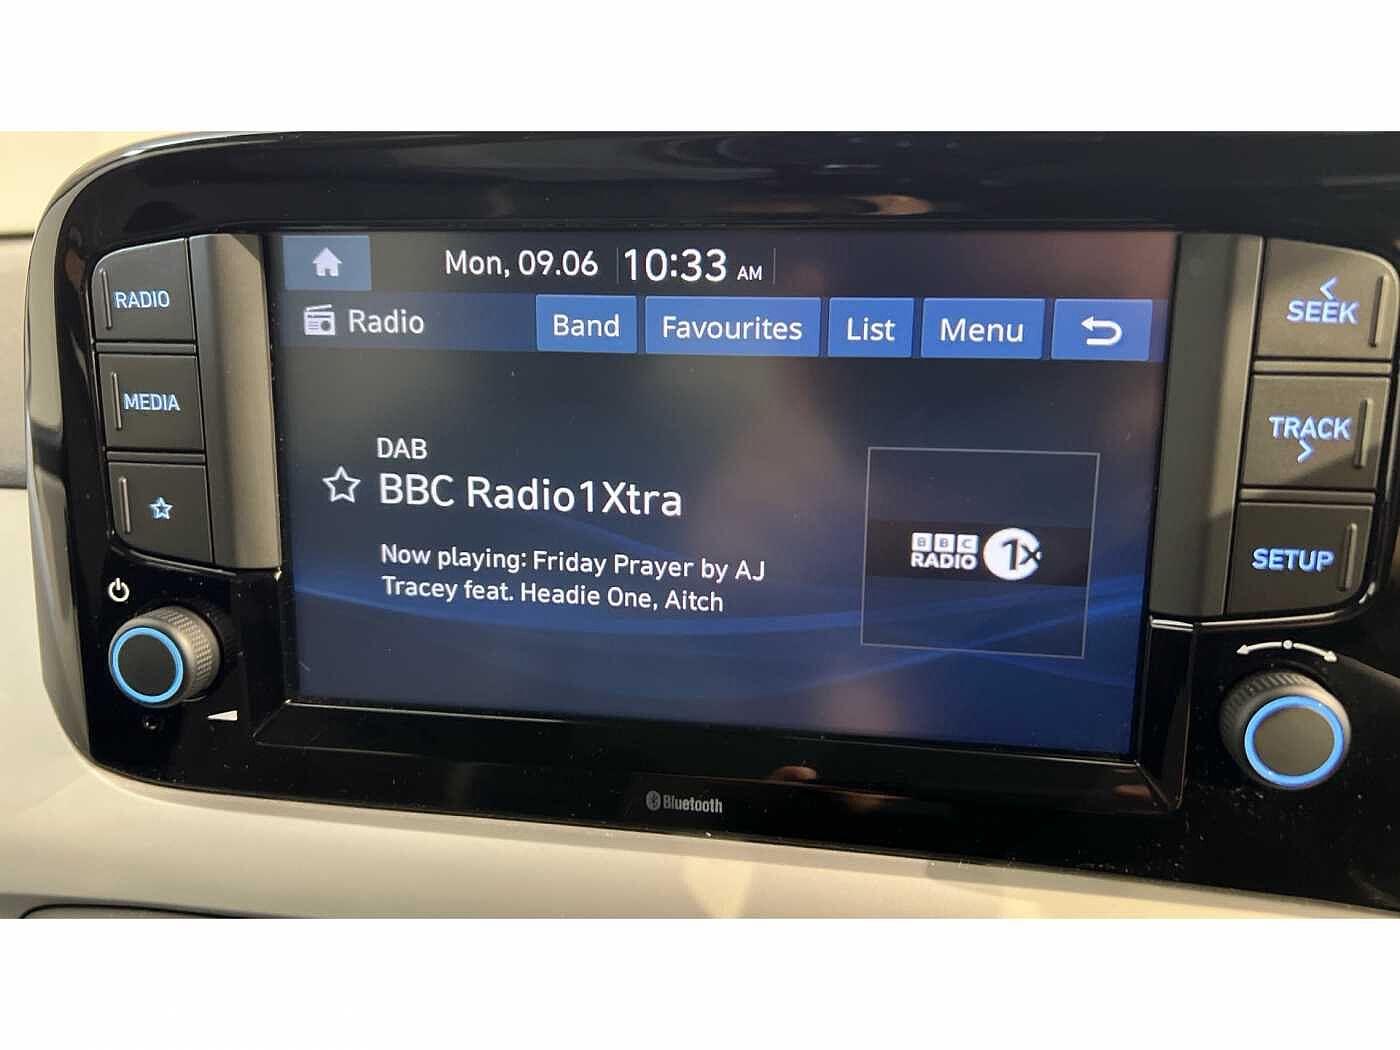 Mon, 09.06 10:33 AM
RADIO
Radio
Band
Favourites
List
Menu
< SEEK
MEDIA
TRACK >
DAB
BBC Radio1Xtra
Now playing: Friday Prayer by AJ
Tracey feat. Headie One, Aitch
BBC
RADIO 1X
SETUP
Bluetooth